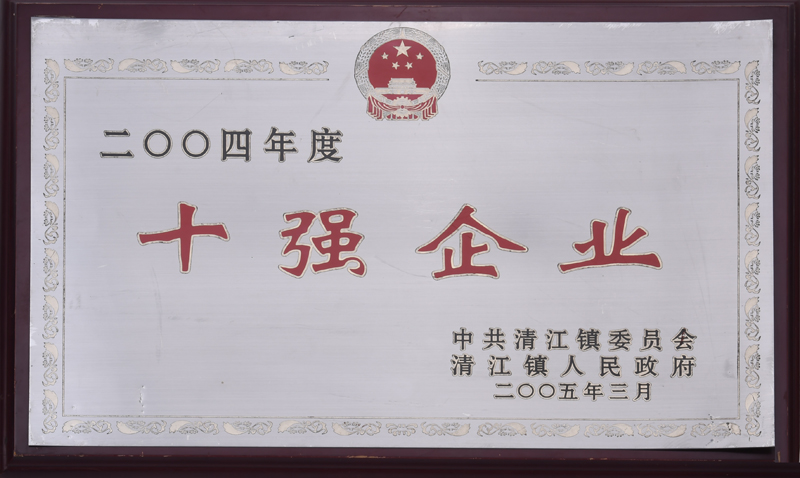 二〇〇四年度
十强企业
中共清江镇委员会
清江镇人民政府
二〇〇五年三月